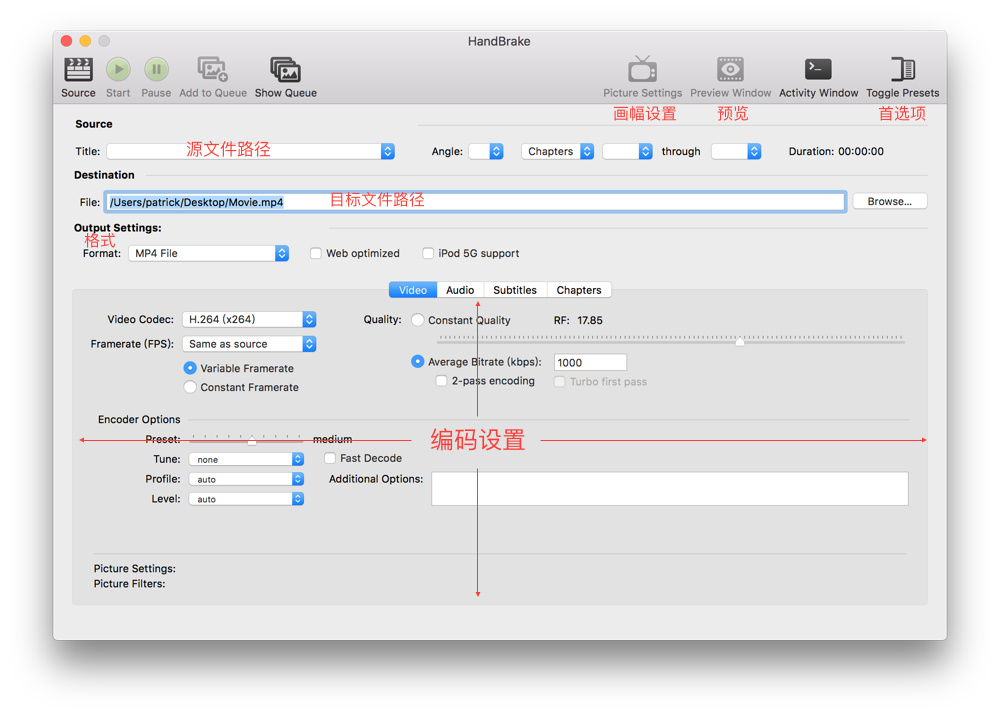 HandBrake
Source Start Pause Add to Queue Show Queue Picture Settings Preview Window Activity Window Toggle Presets
画幅设置 预览 首选项
Source
Title: 源文件路径 Angle: Chapters through Duration: 00:00:00
Destination
File: /Users/patrick/Desktop/Movie.mp4 目标文件路径 Browse...
Output Settings:
格式
Format: MP4 File Web optimized iPod 5G support
Video Audio Subtitles Chapters
Video Codec: H.264 (x264) Quality: Constant Quality RF: 17.85
Framerate (FPS): Same as source
Variable Framerate Average Bitrate (kbps): 1000
Constant Framerate 2-pass encoding Turbo first pass
Encoder Options
Preset: medium 编码设置
Tune: none Fast Decode
Profile: auto Additional Options:
Level: auto
Picture Settings:
Picture Filters: